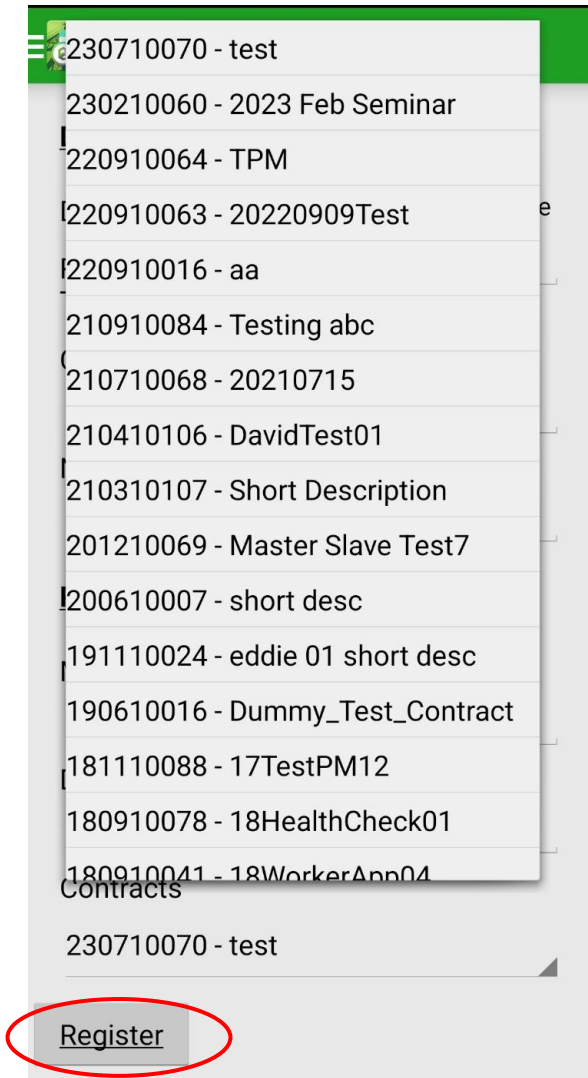 230710070 - test
230210060 - 2023 Feb Seminar
220910064 - TPM
220910063 - 20220909Test
220910016 - aa
210910084 - Testing abc
210710068 - 20210715
210410106 - DavidTest01
210310107 - Short Description
201210069 - Master Slave Test7
200610007 - short desc
191110024 - eddie 01 short desc
190610016 - Dummy_Test_Contract
181110088 - 17TestPM12
180910078 - 18HealthCheck01
180910041 - 18WorkerApp04
Contracts
230710070 - test
Register